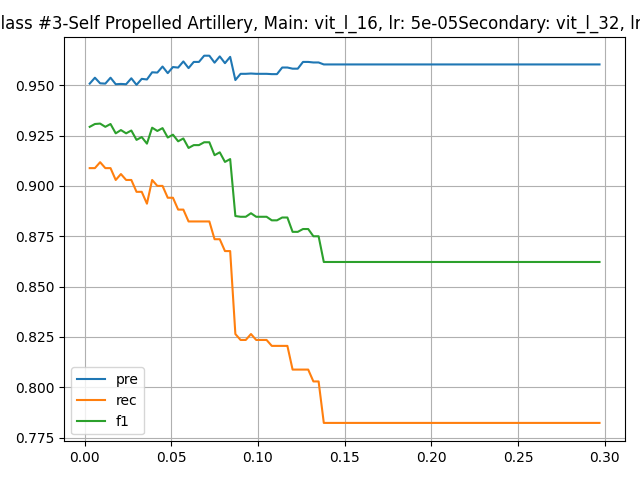 lass #3-Self Propelled Artillery, Main: vit_l_16, lr: 5e-05Secondary: vit_l_32, lr
0.950
0.925
0.900
0.875
0.850
0.825
0.800
0.775
pre
rec
f1
0.00 0.05 0.10 0.15 0.20 0.25 0.30